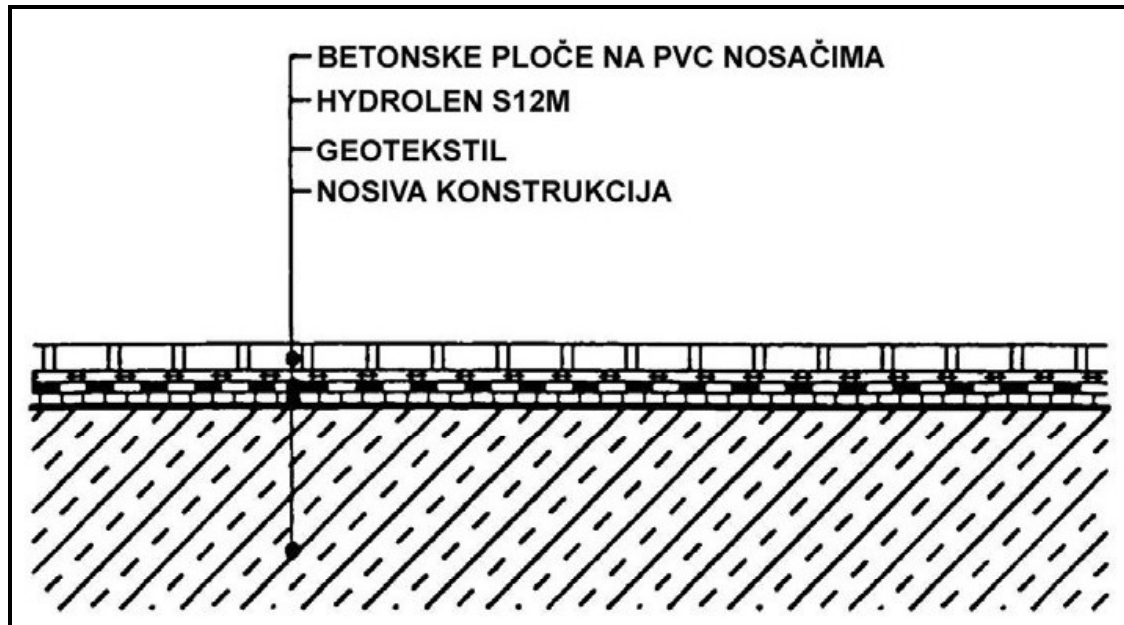 BETONSKE PLOČE NA PVC NOSAČIMA
HYDROLEN S12M
GEOTEKSTIL
NOSIVA KONSTRUKCIJA